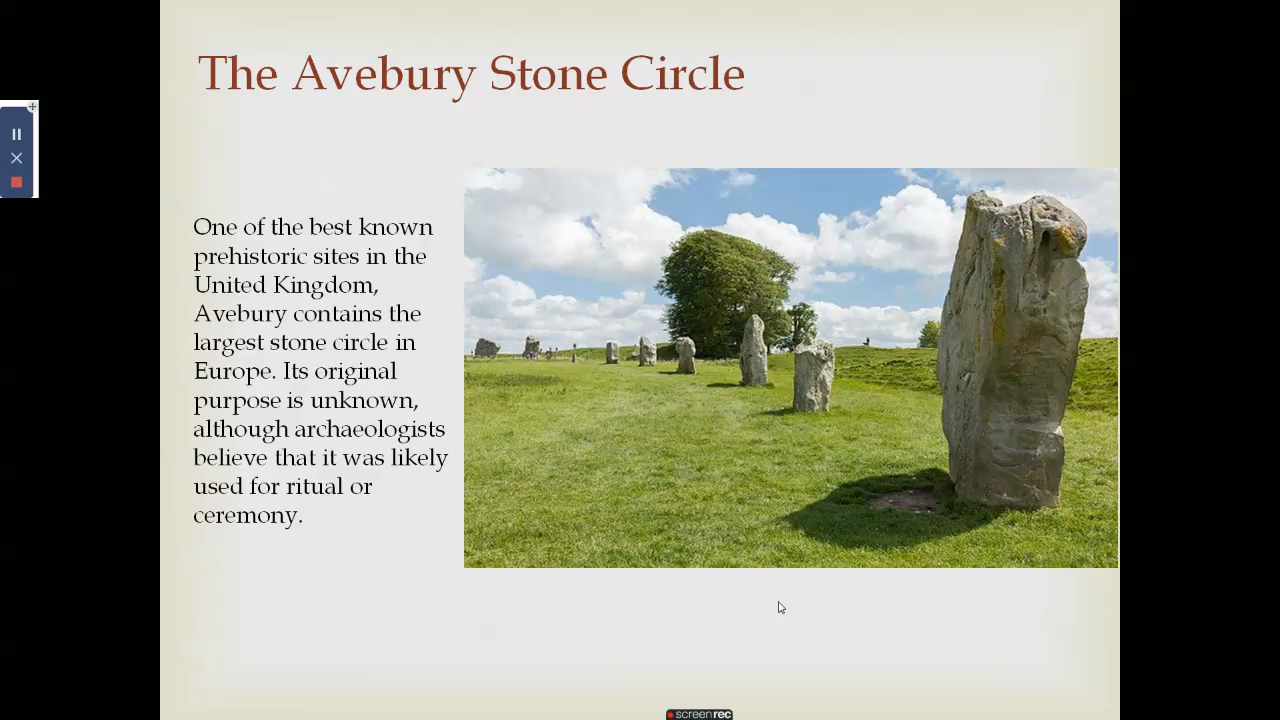 The Avebury Stone Circle
One of the best known
prehistoric sites in the
United Kingdom,
Avebury contains the
largest stone circle in
Europe. Its original
purpose is unknown,
although archaeologists
believe that it was likely
used for ritual or
ceremony.
screenrec